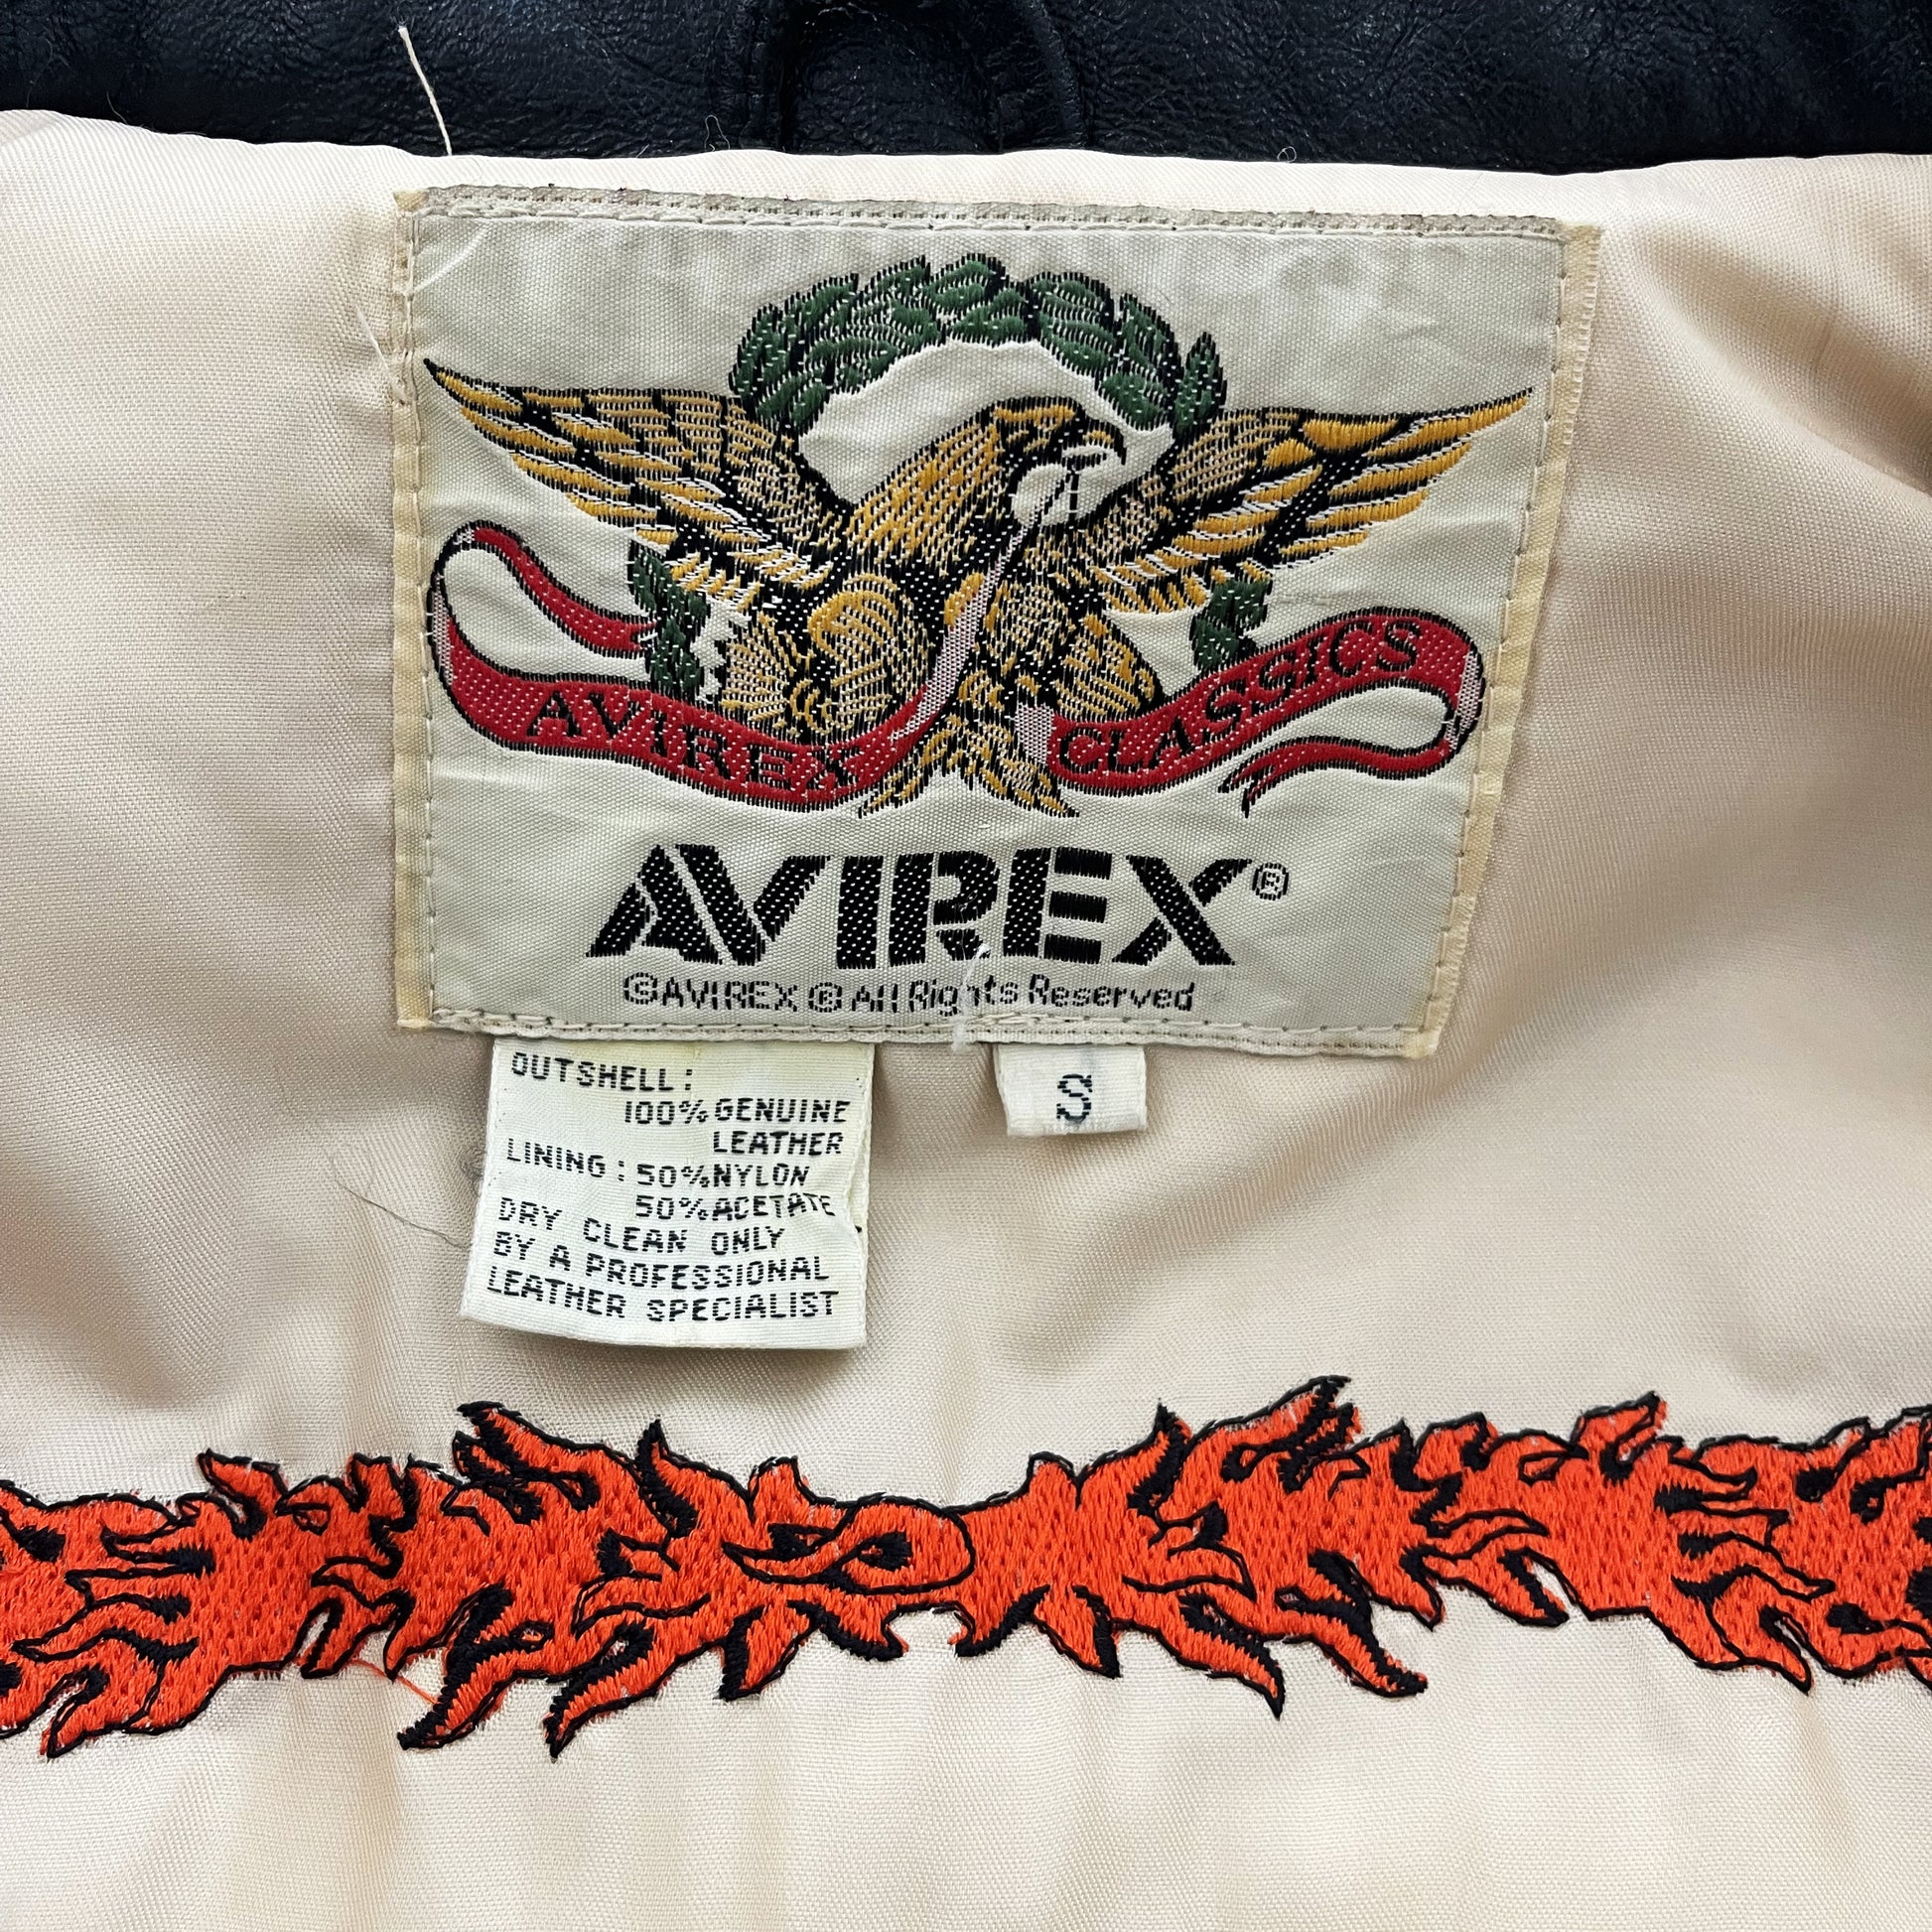 AVIREX CLASSICS
AVIREX®
©AVIREX ® All Rights Reserved
OUTSHELL:
100% GENUINE
LEATHER
LINING: 50% NYLON
50% ACETATE
DRY CLEAN ONLY
BY A PROFESSIONAL
LEATHER SPECIALIST
S